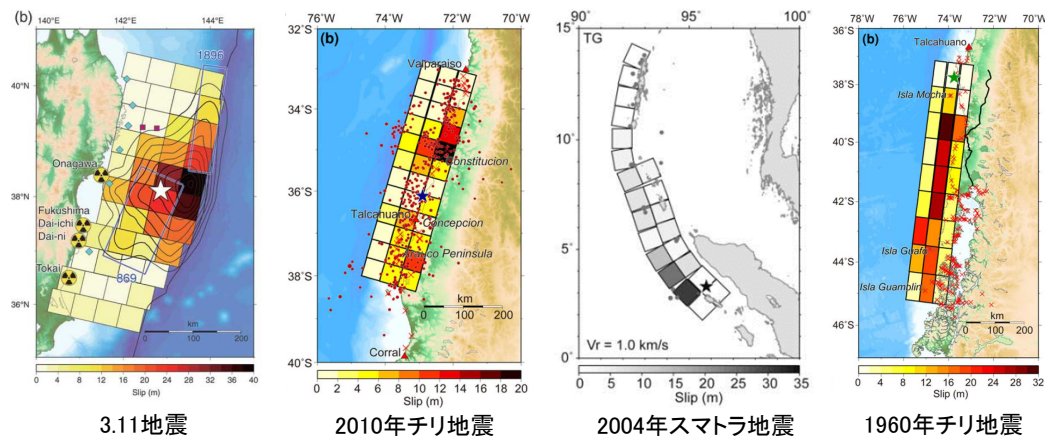 (b)
140°E
142°E
144°E
1896
40°N
38°N
36°N
Onagawa
Fukushima
Dai-ichi
Dai-ni
Tokai
869
km
0 100 200
0 4 8 12 16 20 24 28 32 36 40
Slip (m)
3.11地震
76°W 74°W 72°W 70°W
(b)
32°S
34°S
36°S
38°S
40°S
Valparaiso
Constitucion
Talcahuano
Concepcion
Arauco Peninsula
km
0 100 200
Corral
0 2 4 6 8 10 12 14 16 18 20
Slip (m)
2010年チリ地震
90° 95° 100°
TG
15°
10°
5°
0°
Vr = 1.0 km/s
0 5 10 15 20 25 30 35
Slip (m)
2004年スマトラ地震
76°W 74°W 72°W 70°W
(b)
36°S
38°S
40°S
42°S
44°S
46°S
Talcahuano
Isla Mocha
Isla Guafe
Isla Guamblin
km
0 100 200
0 4 8 12 16 20 24 28 32
Slip (m)
1960年チリ地震